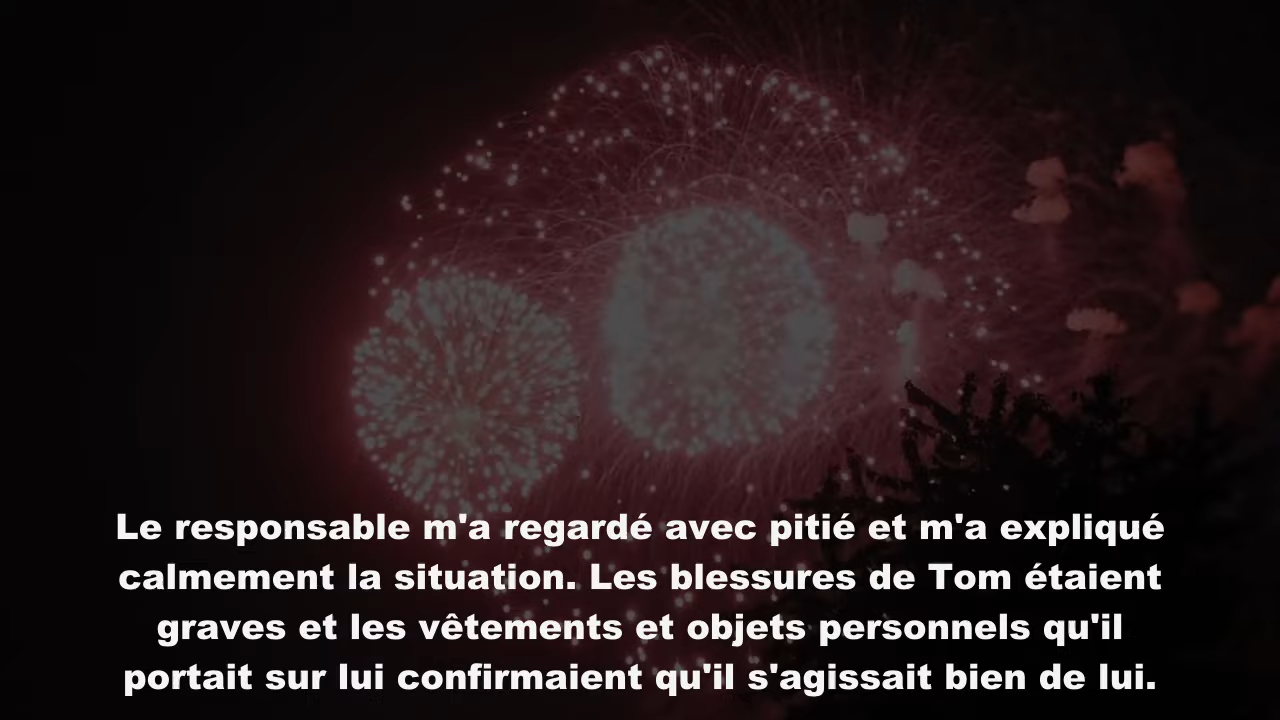 Le responsable m'a regardé avec pitié et m'a expliqué
calmement la situation. Les blessures de Tom étaient
graves et les vêtements et objets personnels qu'il
portait sur lui confirmaient qu'il s'agissait bien de lui.